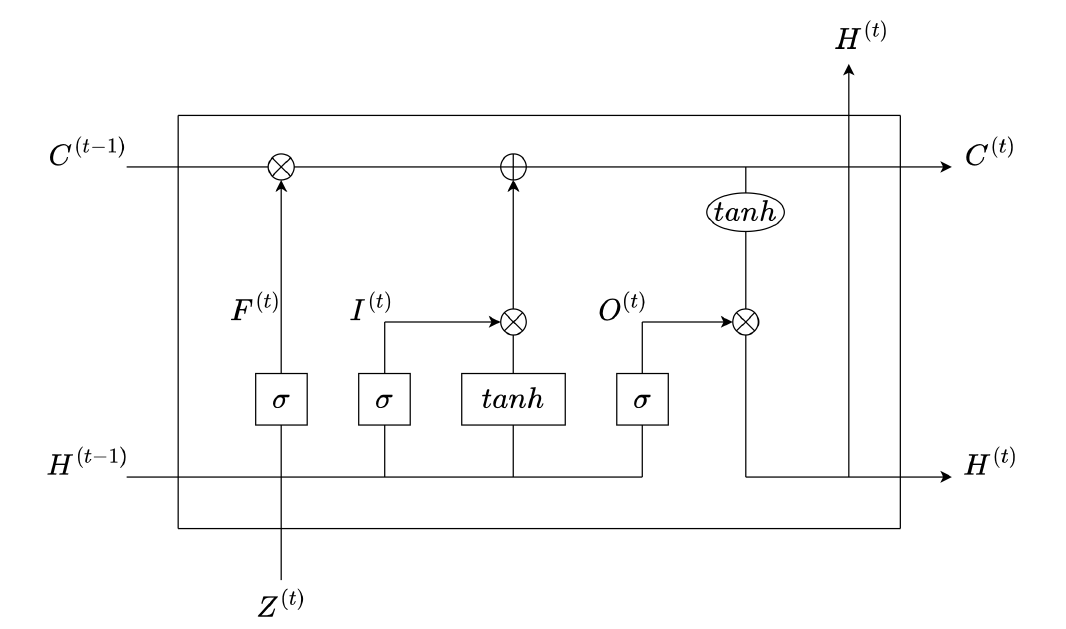 H^{(t)}
C^{(t-1)}
C^{(t)}
tanh
F^{(t)}
I^{(t)}
O^{(t)}
σ
σ
tanh
σ
H^{(t-1)}
H^{(t)}
Z^{(t)}